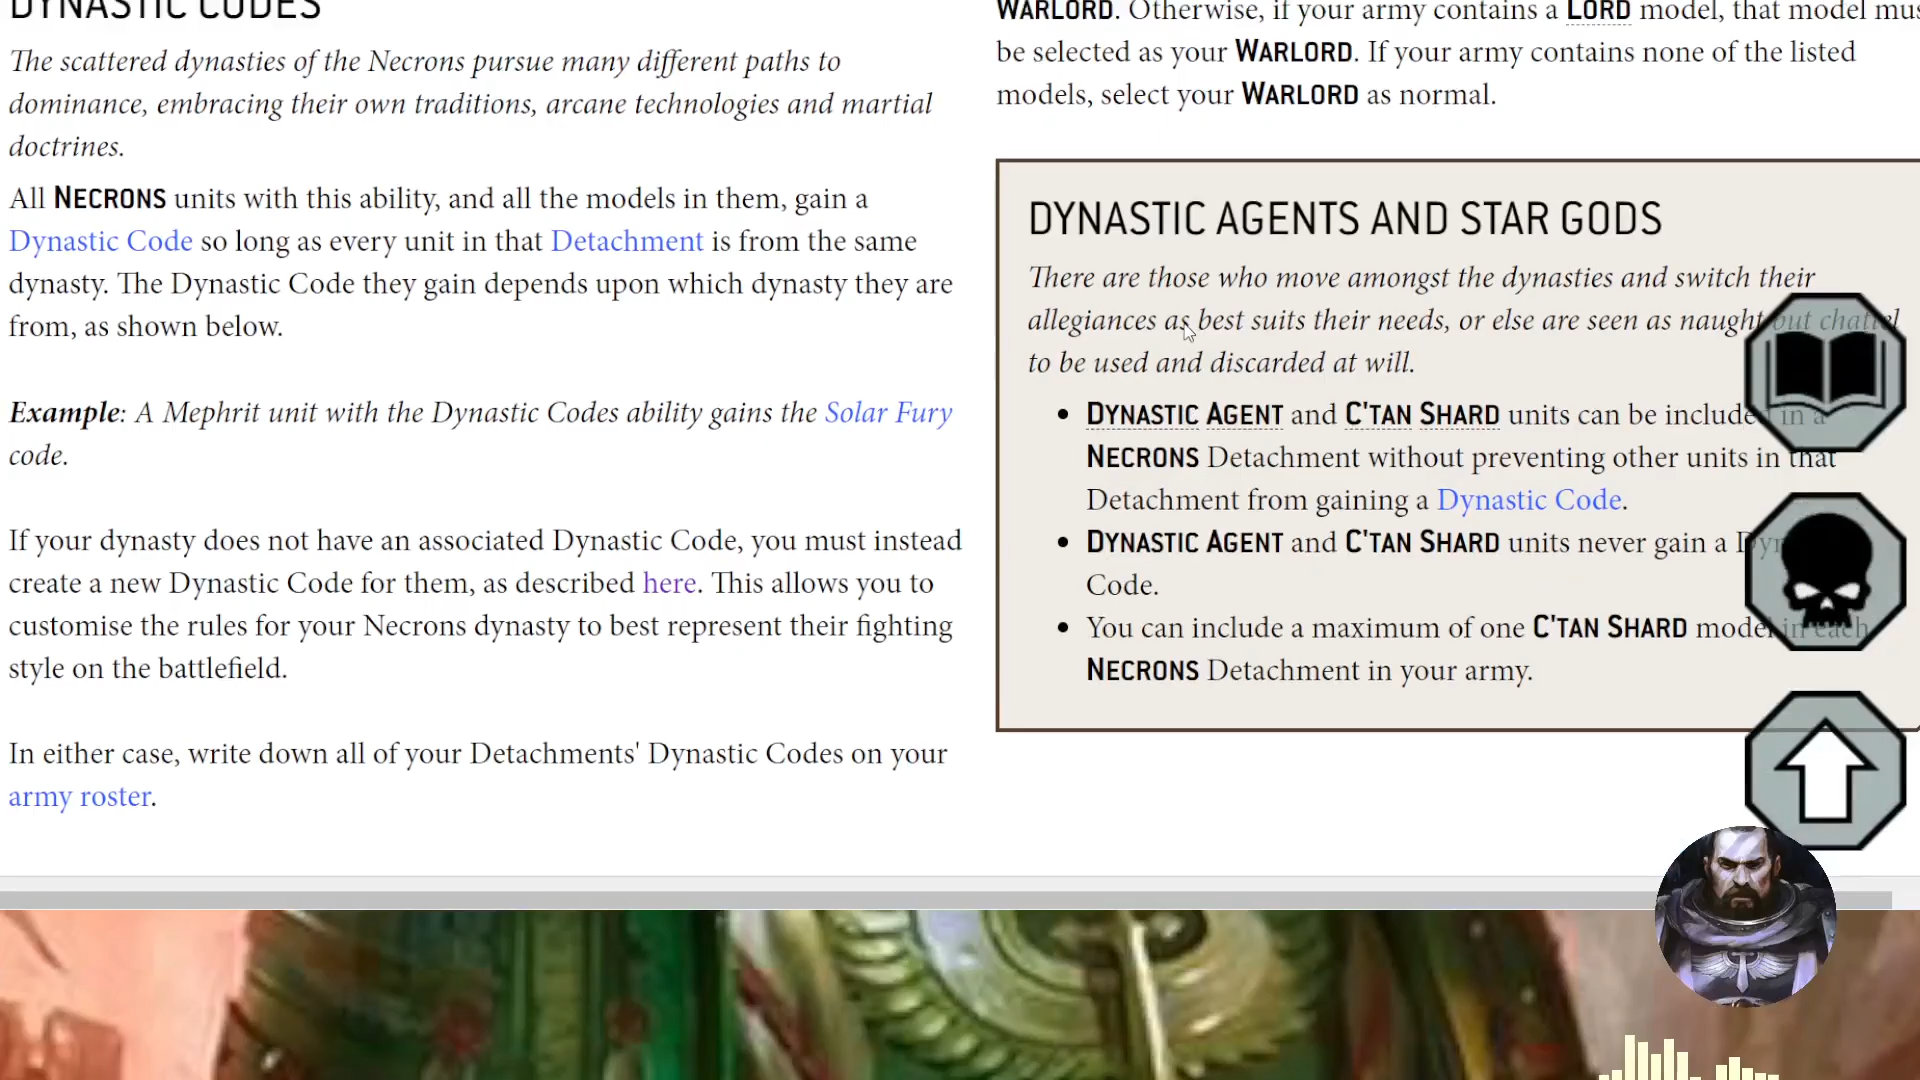 DYNASTIC CODES
The scattered dynasties of the Necrons pursue many different paths to
dominance, embracing their own traditions, arcane technologies and martial
doctrines.
All NECRONS units with this ability, and all the models in them, gain a
Dynastic Code so long as every unit in that Detachment is from the same
dynasty. The Dynastic Code they gain depends upon which dynasty they are
from, as shown below.
Example: A Mephrit unit with the Dynastic Codes ability gains the Solar Fury
code.
If your dynasty does not have an associated Dynastic Code, you must instead
create a new Dynastic Code for them, as described here. This allows you to
customise the rules for your Necrons dynasty to best represent their fighting
style on the battlefield.
In either case, write down all of your Detachments' Dynastic Codes on your
army roster.
WARLORD. Otherwise, if your army contains a LORD model, that model mus
be selected as your WARLORD. If your army contains none of the listed
models, select your WARLORD as normal.
DYNASTIC AGENTS AND STAR GODS
There are those who move amongst the dynasties and switch their
allegiances as best suits their needs, or else are seen as naught but chattel
to be used and discarded at will.
• DYNASTIC AGENT and C'TAN SHARD units can be included in a
NECRONS Detachment without preventing other units in that
Detachment from gaining a Dynastic Code.
• DYNASTIC AGENT and C'TAN SHARD units never gain a Dyn
Code.
• You can include a maximum of one C'TAN SHARD model in each
NECRONS Detachment in your army.